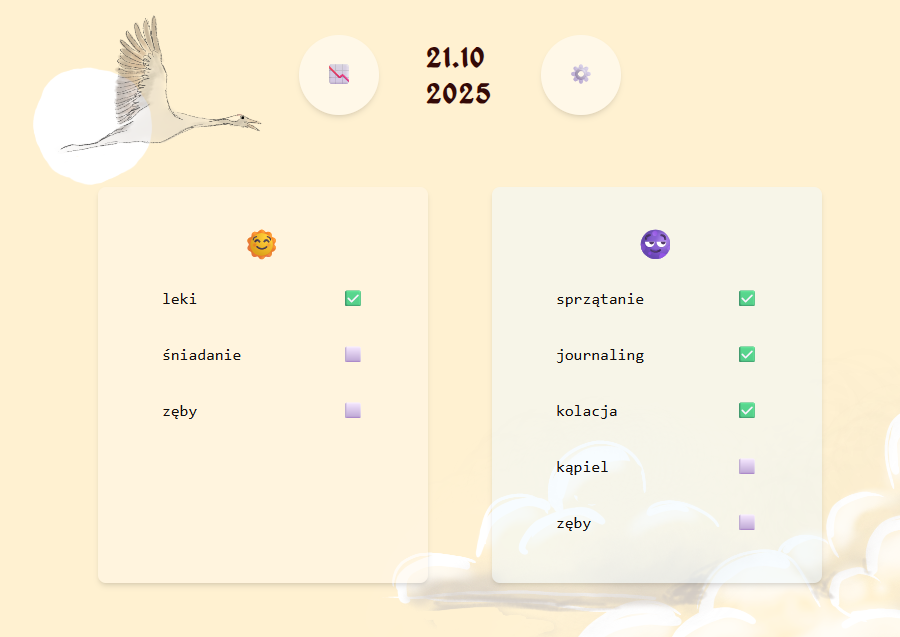 21.10
2025
leki
śniadanie
zęby
sprzątanie
journaling
kolacja
kąpiel
zęby